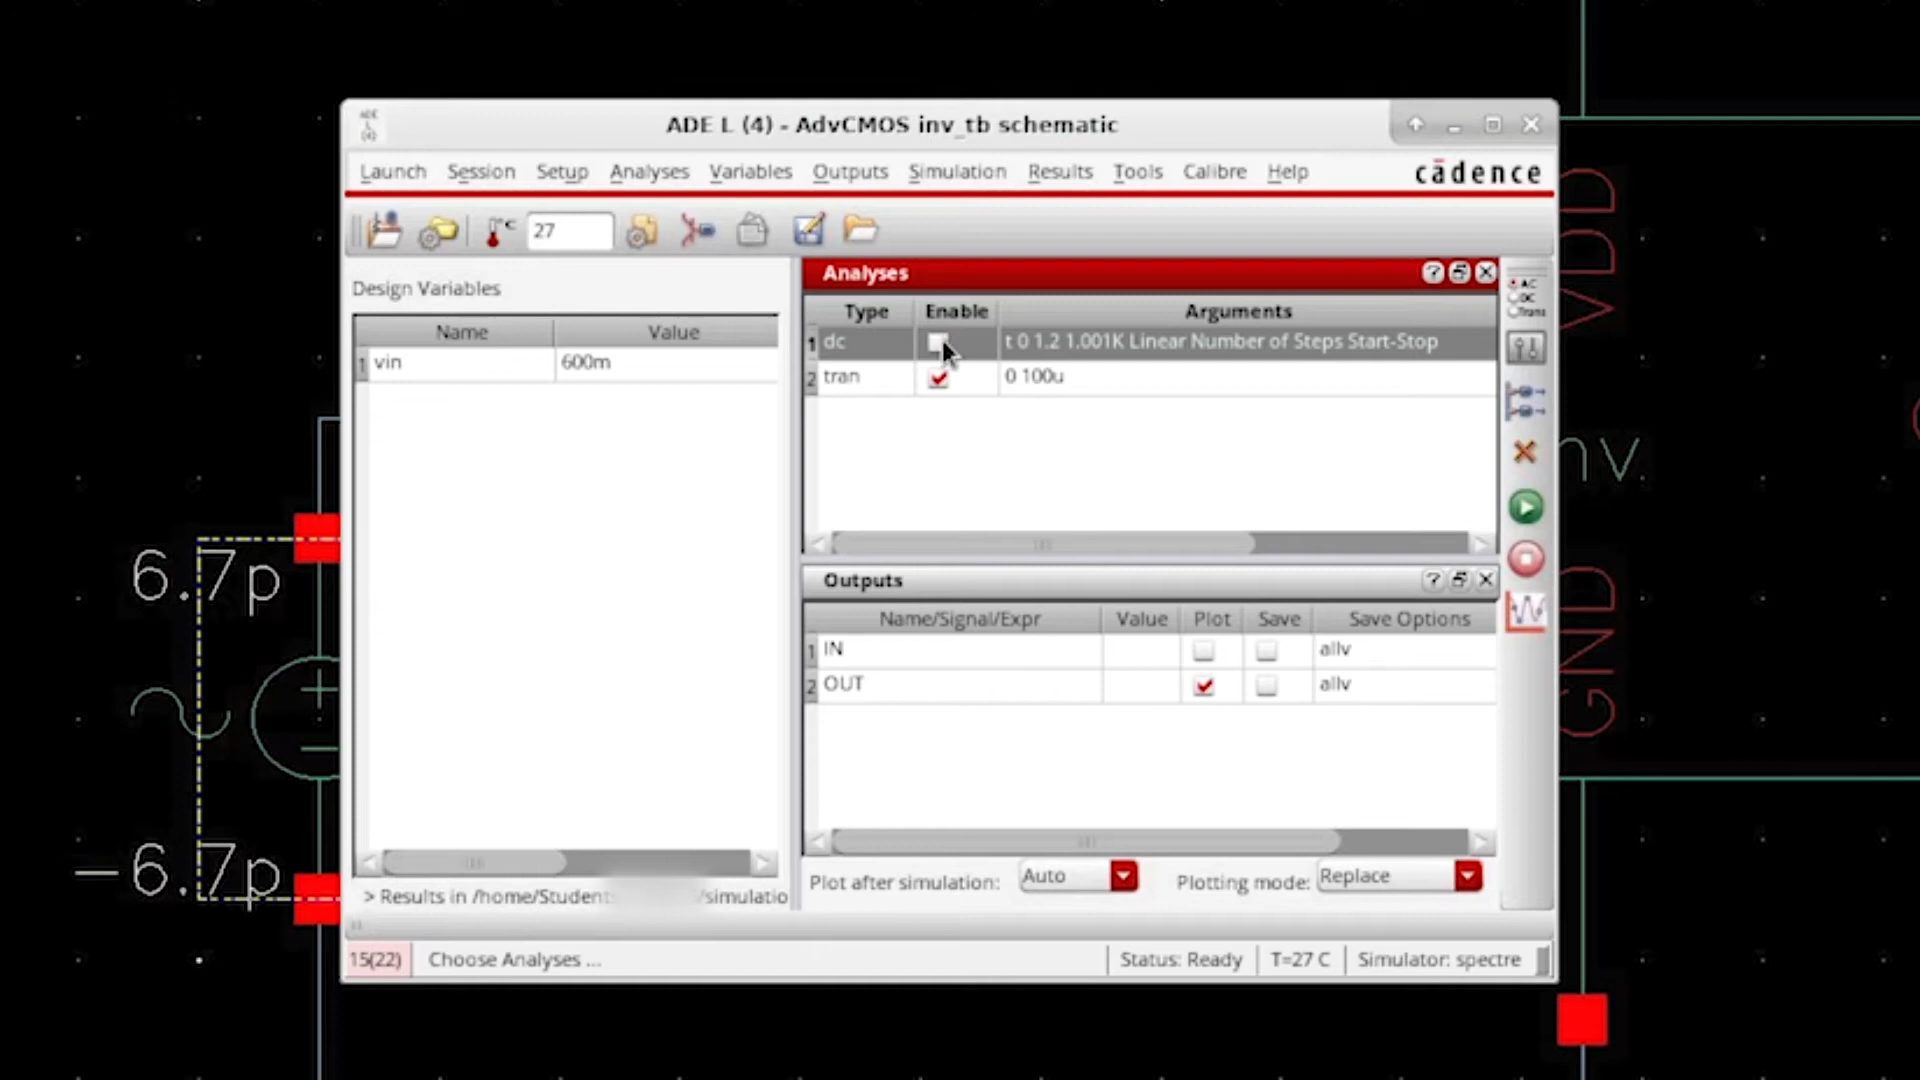 ADE L (4) - AdvCMOS inv_tb schematic
Launch Session Setup Analyses Variables Outputs Simulation Results Tools Calibre Help
cādence
27
Design Variables
Name Value
1 vin 600m
Analyses
Type Enable Arguments
1 dc t 0 1.2 1.001K Linear Number of Steps Start-Stop
2 tran 0 100u
AC
DC
Trans
Outputs
Name/Signal/Expr Value Plot Save Save Options
1 IN allv
2 OUT allv
Plot after simulation: Auto Plotting mode: Replace
> Results in /home/Student /simulatio
15(22) Choose Analyses ... Status: Ready T=27 C Simulator: spectre
6.7p
-6.7p
VDD
GND